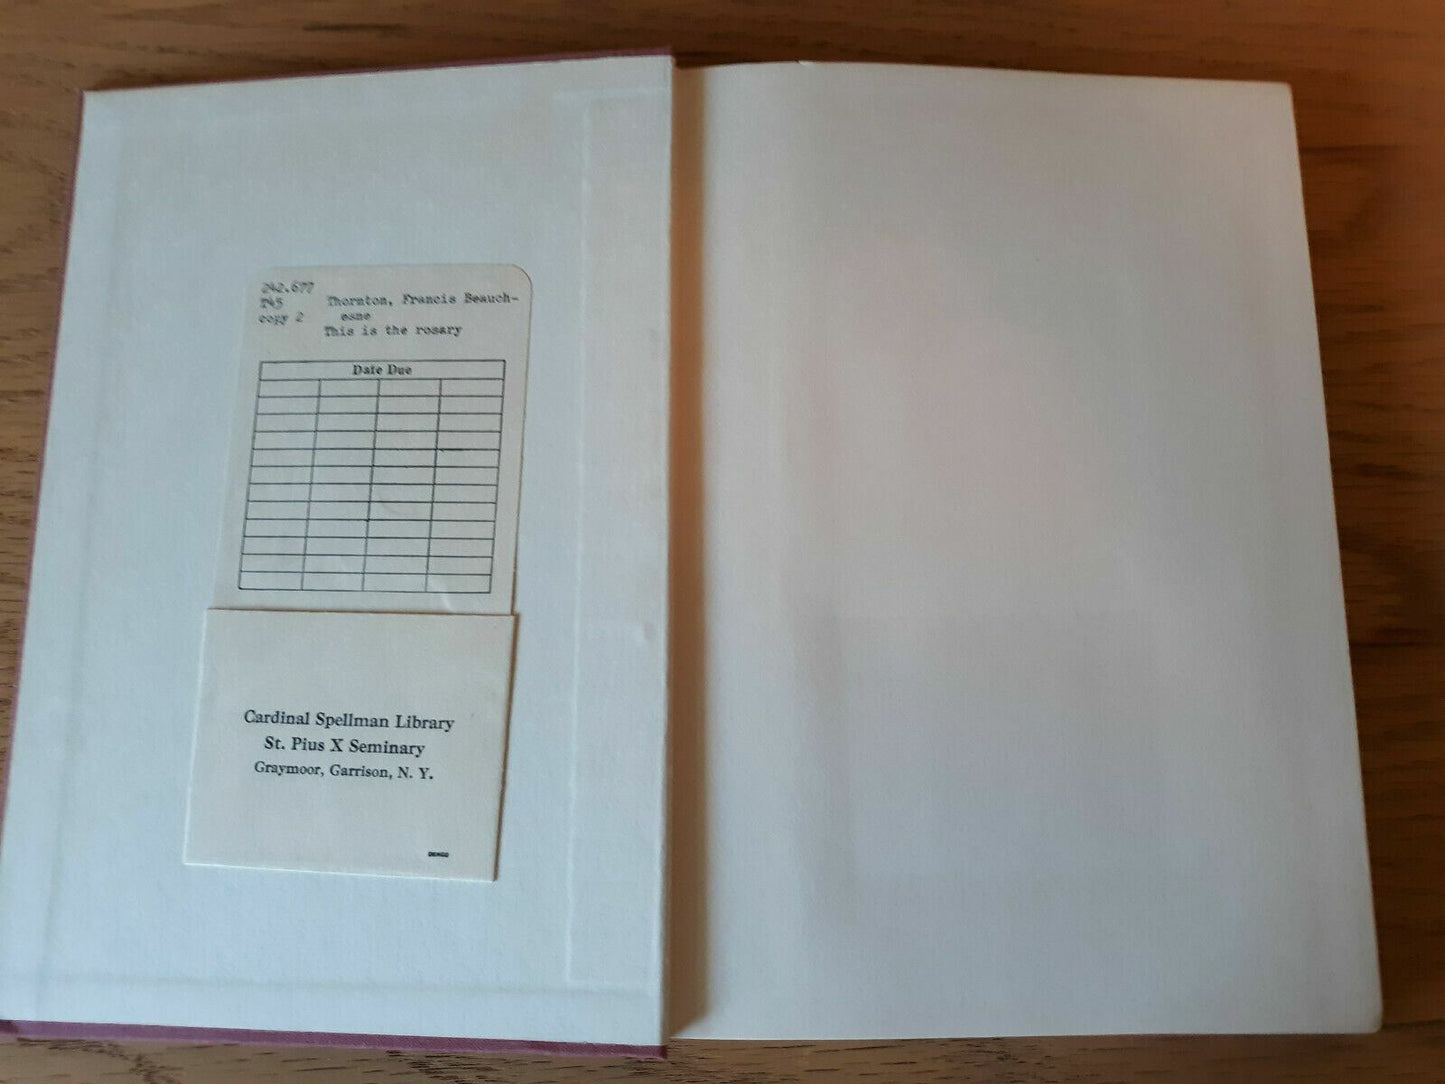 242.677
T45 Thornton, Francis Beauch-
copy 2 esne
This is the rosary
Date Due
Cardinal Spellman Library
St. Pius X Seminary
Graymoor, Garrison, N. Y.
DEMCO